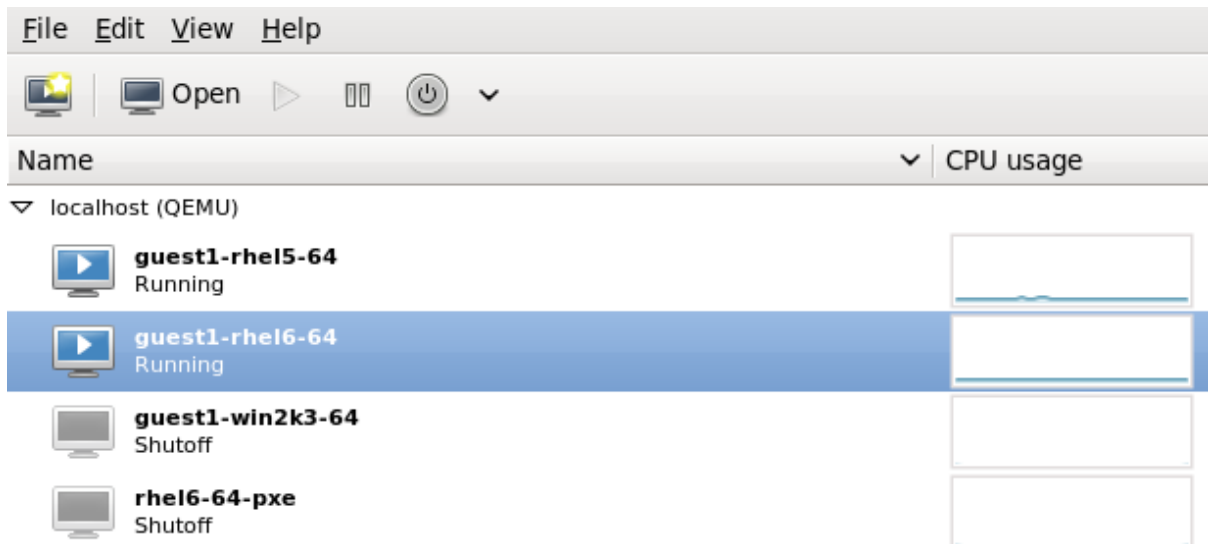 File Edit View Help
Open
Name CPU usage
localhost (QEMU)
guest1-rhel5-64
Running
guest1-rhel6-64
Running
guest1-win2k3-64
Shutoff
rhel6-64-pxe
Shutoff